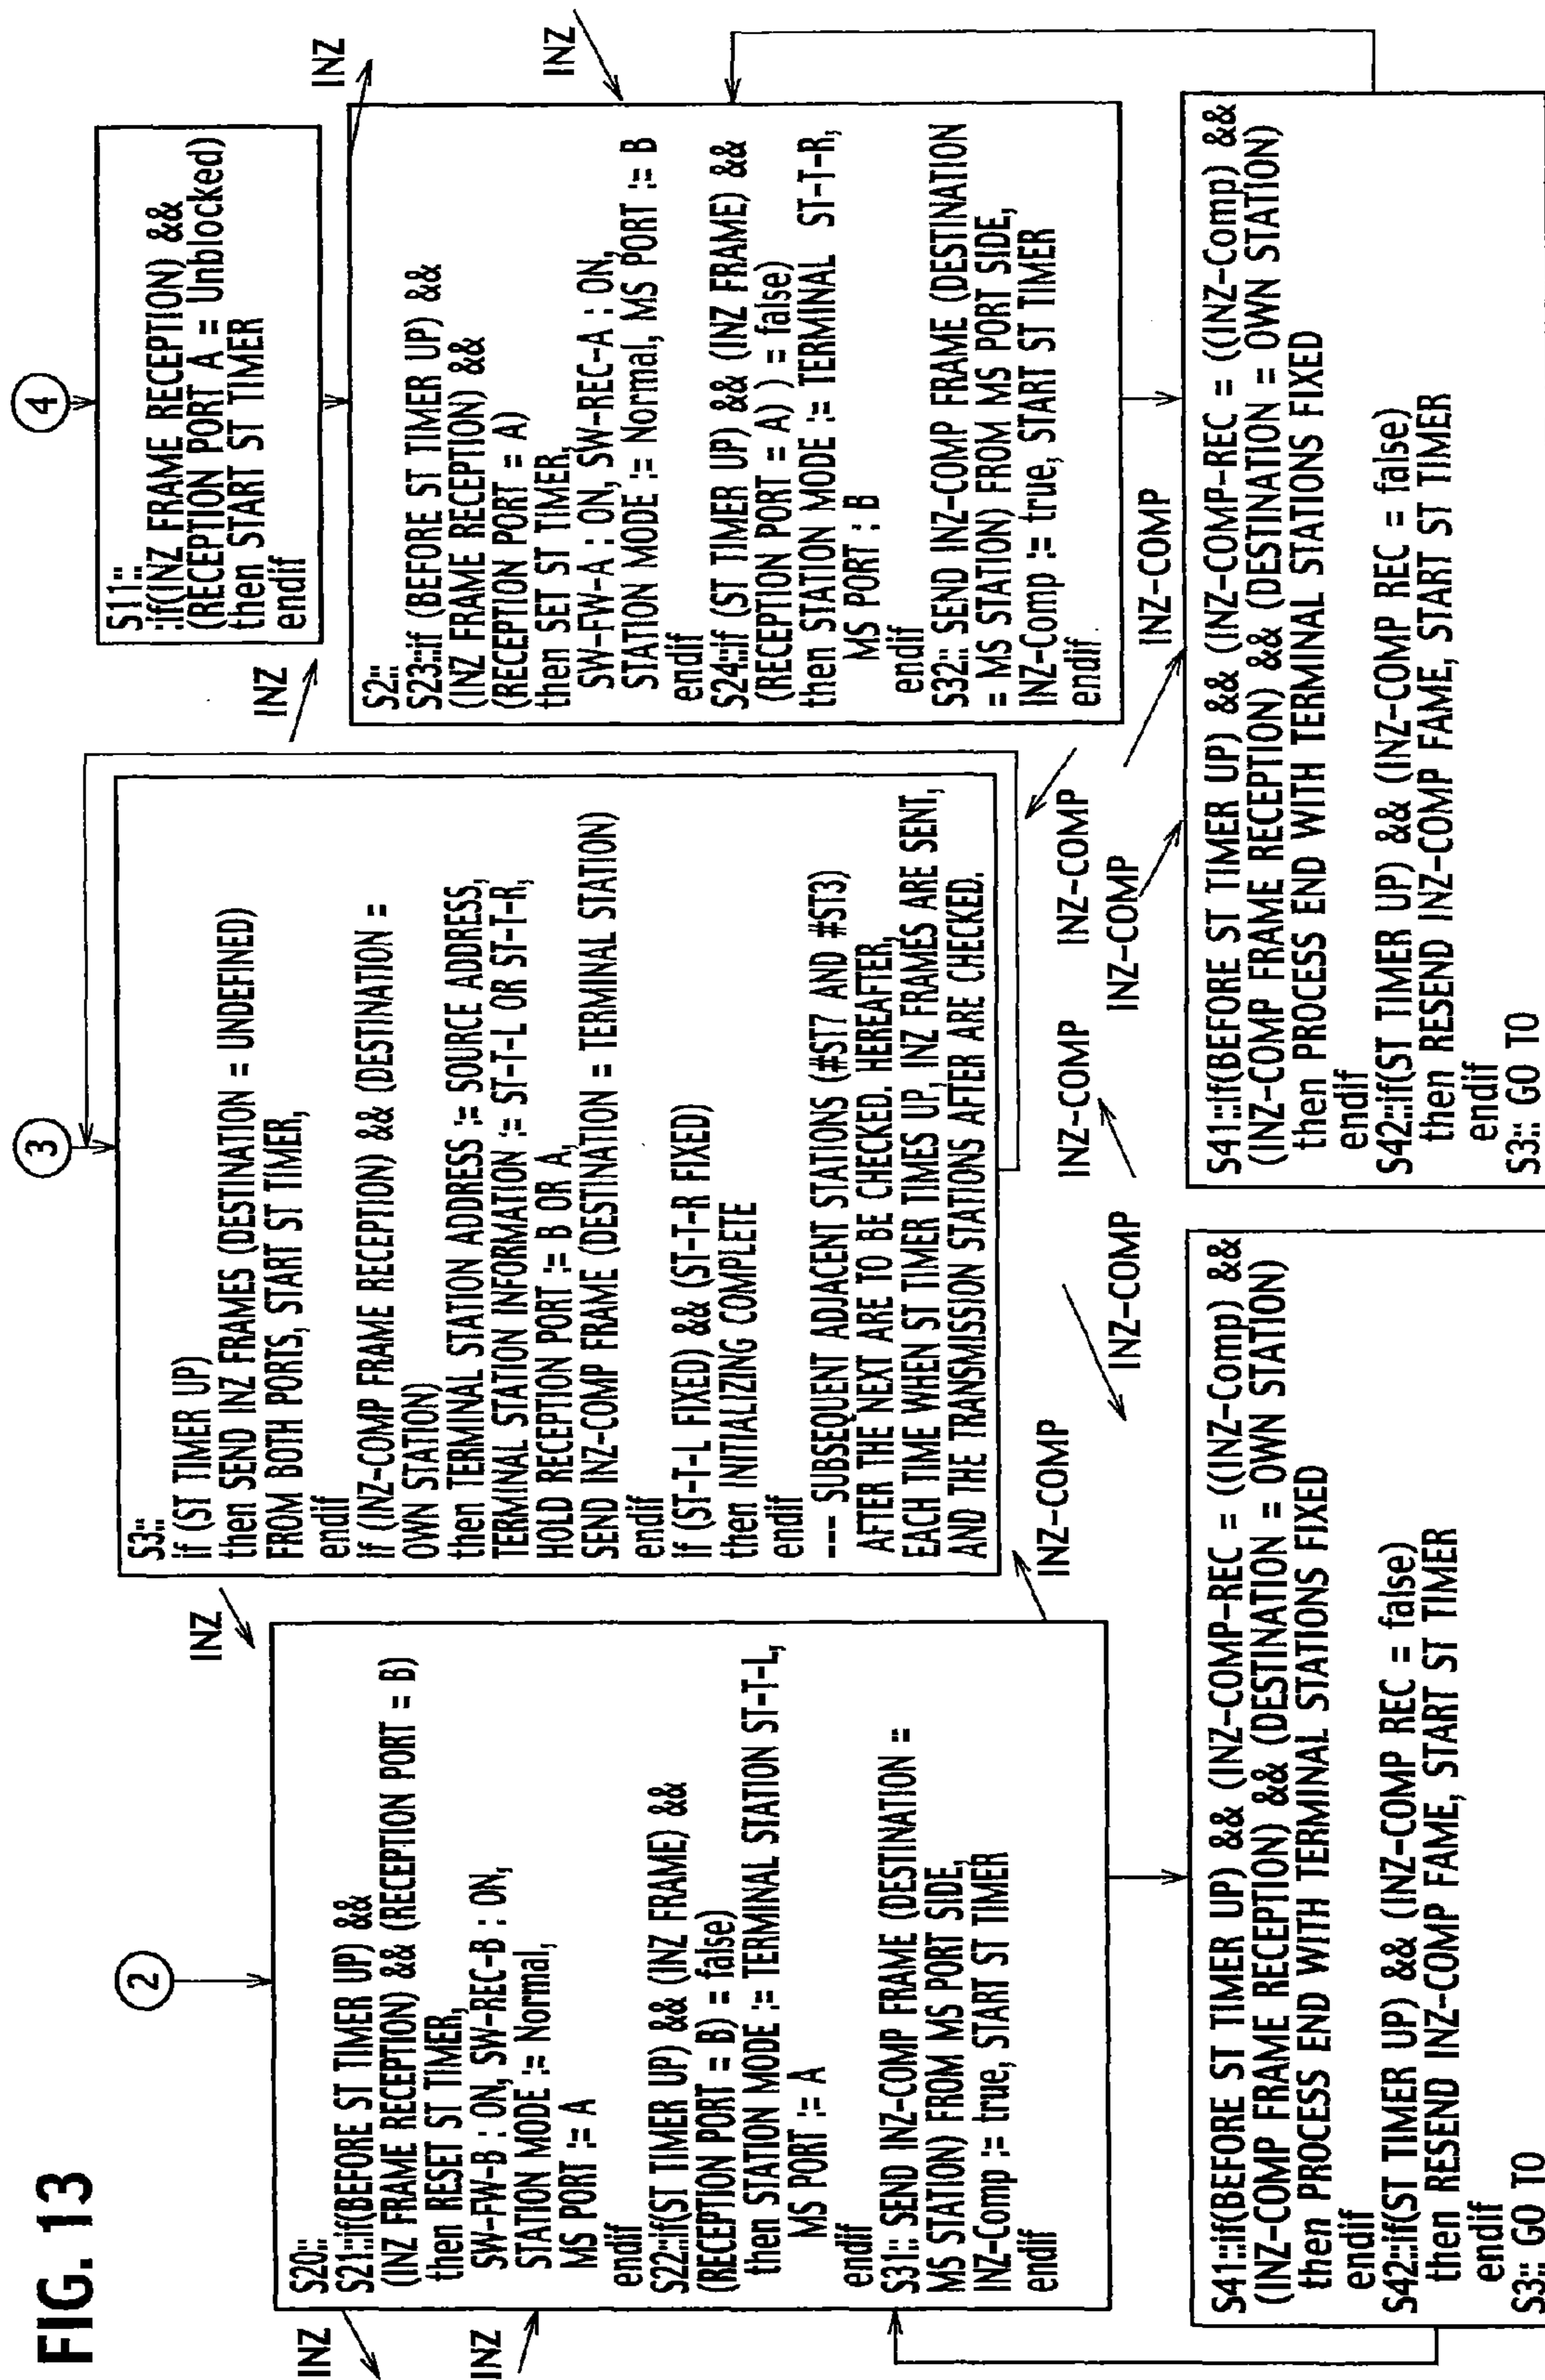 FIG. 13
2
INZ
INZ
S20::
S21::if(BEFORE ST TIMER UP) &&
(INZ FRAME RECEPTION) && (RECEPTION PORT = B)
then RESET ST TIMER,
SW-FW-B : ON, SW-REC-B : ON,
STATION MODE := Normal,
MS PORT := A
endif
S22::if(ST TIMER UP) && (INZ FRAME) &&
(RECEPTION PORT = B) = false)
then STATION MODE := TERMINAL STATION ST-T-L,
MS PORT := A
endif
S31:: SEND INZ-COMP FRAME (DESTINATION =
MS STATION) FROM MS PORT SIDE,
INZ-Comp := true, START ST TIMER
endif
S41::if(BEFORE ST TIMER UP) && (INZ-COMP-REC = ((INZ-Comp) &&
(INZ-COMP FRAME RECEPTION) && (DESTINATION = OWN STATION)
then PROCESS END WITH TERMINAL STATIONS FIXED
endif
S42::if(ST TIMER UP) && (INZ-COMP REC = false)
then RESEND INZ-COMP FAME, START ST TIMER
endif
S3:: GO TO
INZ
INZ-COMP
INZ-COMP
3
S3::
if (ST TIMER UP)
then SEND INZ FRAMES (DESTINATION = UNDEFINED)
FROM BOTH PORTS, START ST TIMER,
endif
if (INZ-COMP FRAME RECEPTION) && (DESTINATION =
OWN STATION)
then TERMINAL STATION ADDRESS := SOURCE ADDRESS,
TERMINAL STATION INFORMATION := ST-T-L OR ST-T-R,
HOLD RECEPTION PORT := B OR A,
SEND INZ-COMP FRAME (DESTINATION = TERMINAL STATION)
endif
if (ST-T-L FIXED) && (ST-T-R FIXED)
then INITIALIZING COMPLETE
endif
--- SUBSEQUENT ADJACENT STATIONS (#ST7 AND #ST3)
AFTER THE NEXT ARE TO BE CHECKED. HEREAFTER,
EACH TIME WHEN ST TIMER TIMES UP, INZ FRAMES ARE SENT,
AND THE TRANSMISSION STATIONS AFTER ARE CHECKED.
INZ-COMP
INZ-COMP
INZ-COMP
INZ-COMP
INZ
4
S11::
:if(INZ FRAME RECEPTION) &&
(RECEPTION PORT A = Unblocked)
then START ST TIMER
endif
INZ
INZ
S2::
S23::if (BEFORE ST TIMER UP) &&
(INZ FRAME RECEPTION) &&
(RECEPTION PORT = A)
then SET ST TIMER,
SW-FW-A : ON, SW-REC-A : ON,
STATION MODE := Normal, MS PORT := B
endif
S24::if (ST TIMER UP) && (INZ FRAME) &&
(RECEPTION PORT = A) ) = false)
then STATION MODE := TERMINAL ST-T-R,
MS PORT : B
endif
S32:: SEND INZ-COMP FRAME (DESTINATION
= MS STATION) FROM MS PORT SIDE,
INZ-Comp := true, START ST TIMER
endif
S41::if(BEFORE ST TIMER UP) && (INZ-COMP-REC = ((INZ-Comp) &&
(INZ-COMP FRAME RECEPTION) && (DESTINATION = OWN STATION)
then PROCESS END WITH TERMINAL STATIONS FIXED
endif
S42::if(ST TIMER UP) && (INZ-COMP REC = false)
then RESEND INZ-COMP FAME, START ST TIMER
endif
S3:: GO TO